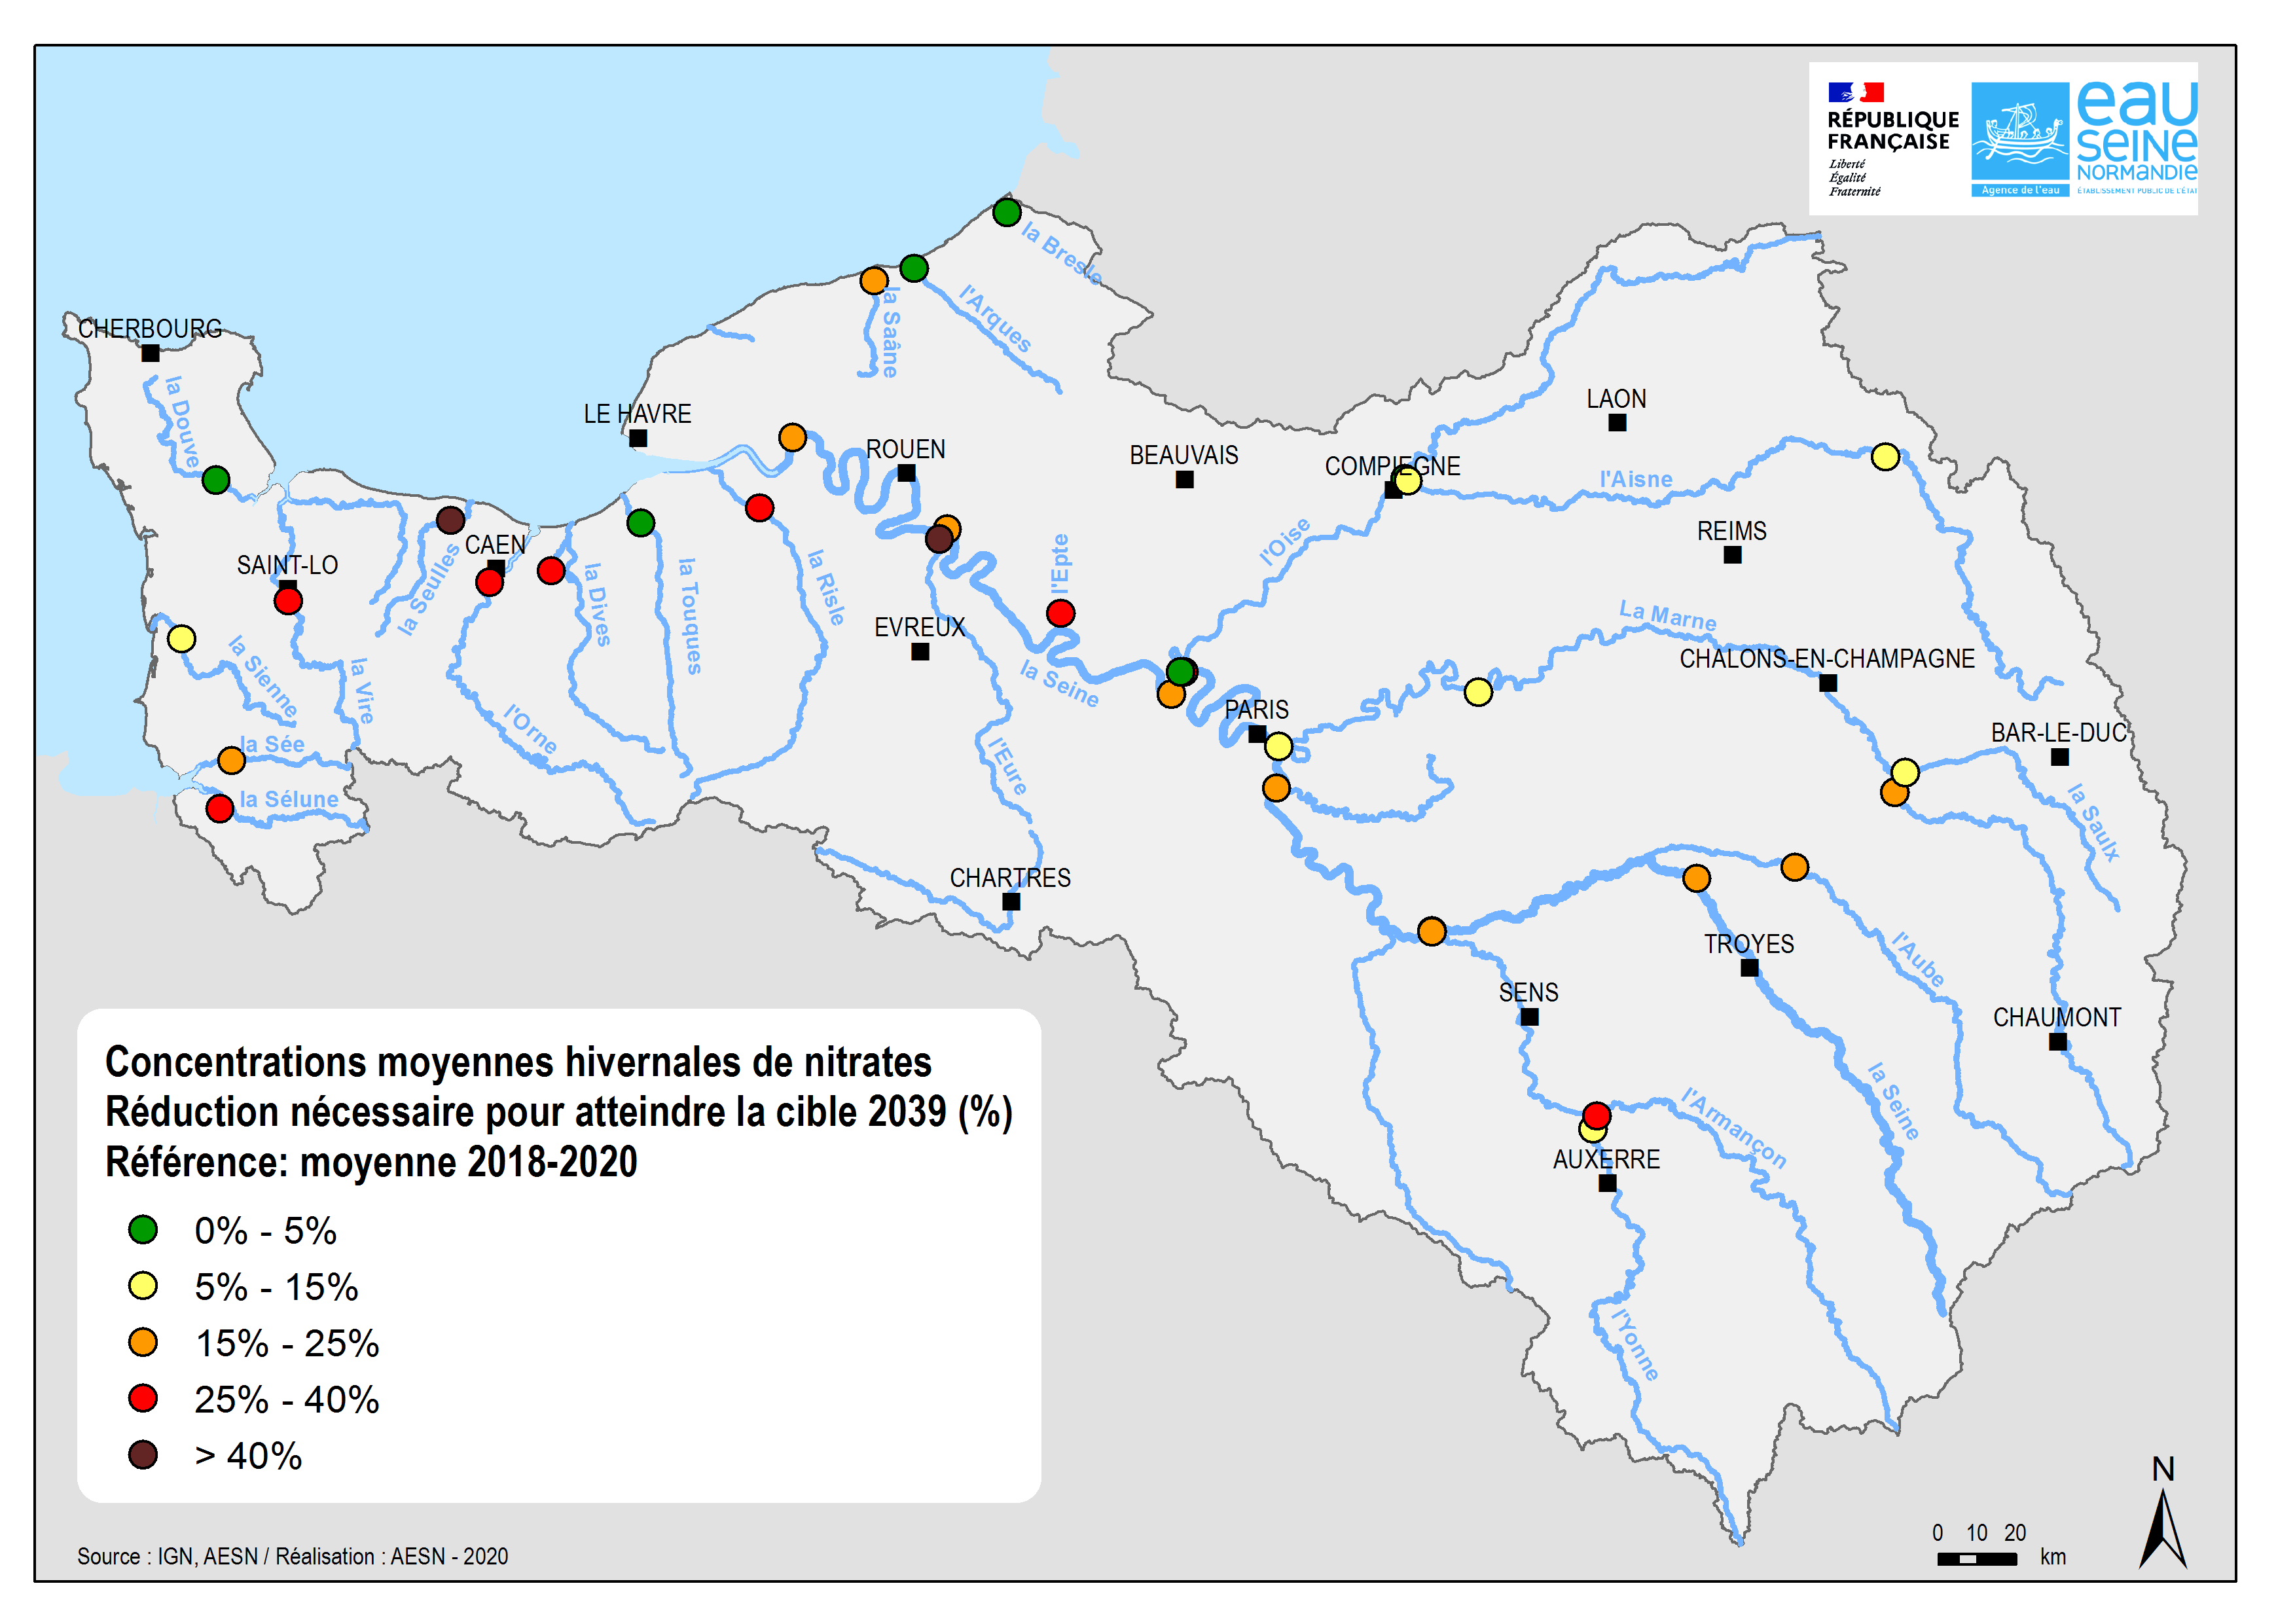 RÉPUBLIQUE
FRANÇAISE
Liberté
Égalité
Fraternité
Agence de l'eau
eau
SEINE
NORMANDIE
ÉTABLISSEMENT PUBLIC DE L'ÉTAT
la Bresle
l'Arques
la Saâne
CHERBOURG
la Douve
LE HAVRE
ROUEN
BEAUVAIS
COMPIEGNE
LAON
l'Aisne
REIMS
l'Oise
SAINT-LO
CAEN
la Seulles
la Dives
la Touques
la Risle
l'Epte
EVREUX
La Marne
CHALONS-EN-CHAMPAGNE
la Sienne
la Vire
l'Orne
la Seine
PARIS
BAR-LE-DUC
la Sée
la Sélune
l'Eure
la Saulx
CHARTRES
TROYES
l'Aube
SENS
CHAUMONT
la Seine
l'Armançon
AUXERRE
l'Yonne
Concentrations moyennes hivernales de nitrates
Réduction nécessaire pour atteindre la cible 2039 (%)
Référence: moyenne 2018-2020
0% - 5%
5% - 15%
15% - 25%
25% - 40%
> 40%
Source : IGN, AESN / Réalisation : AESN - 2020
N
0 10 20
km